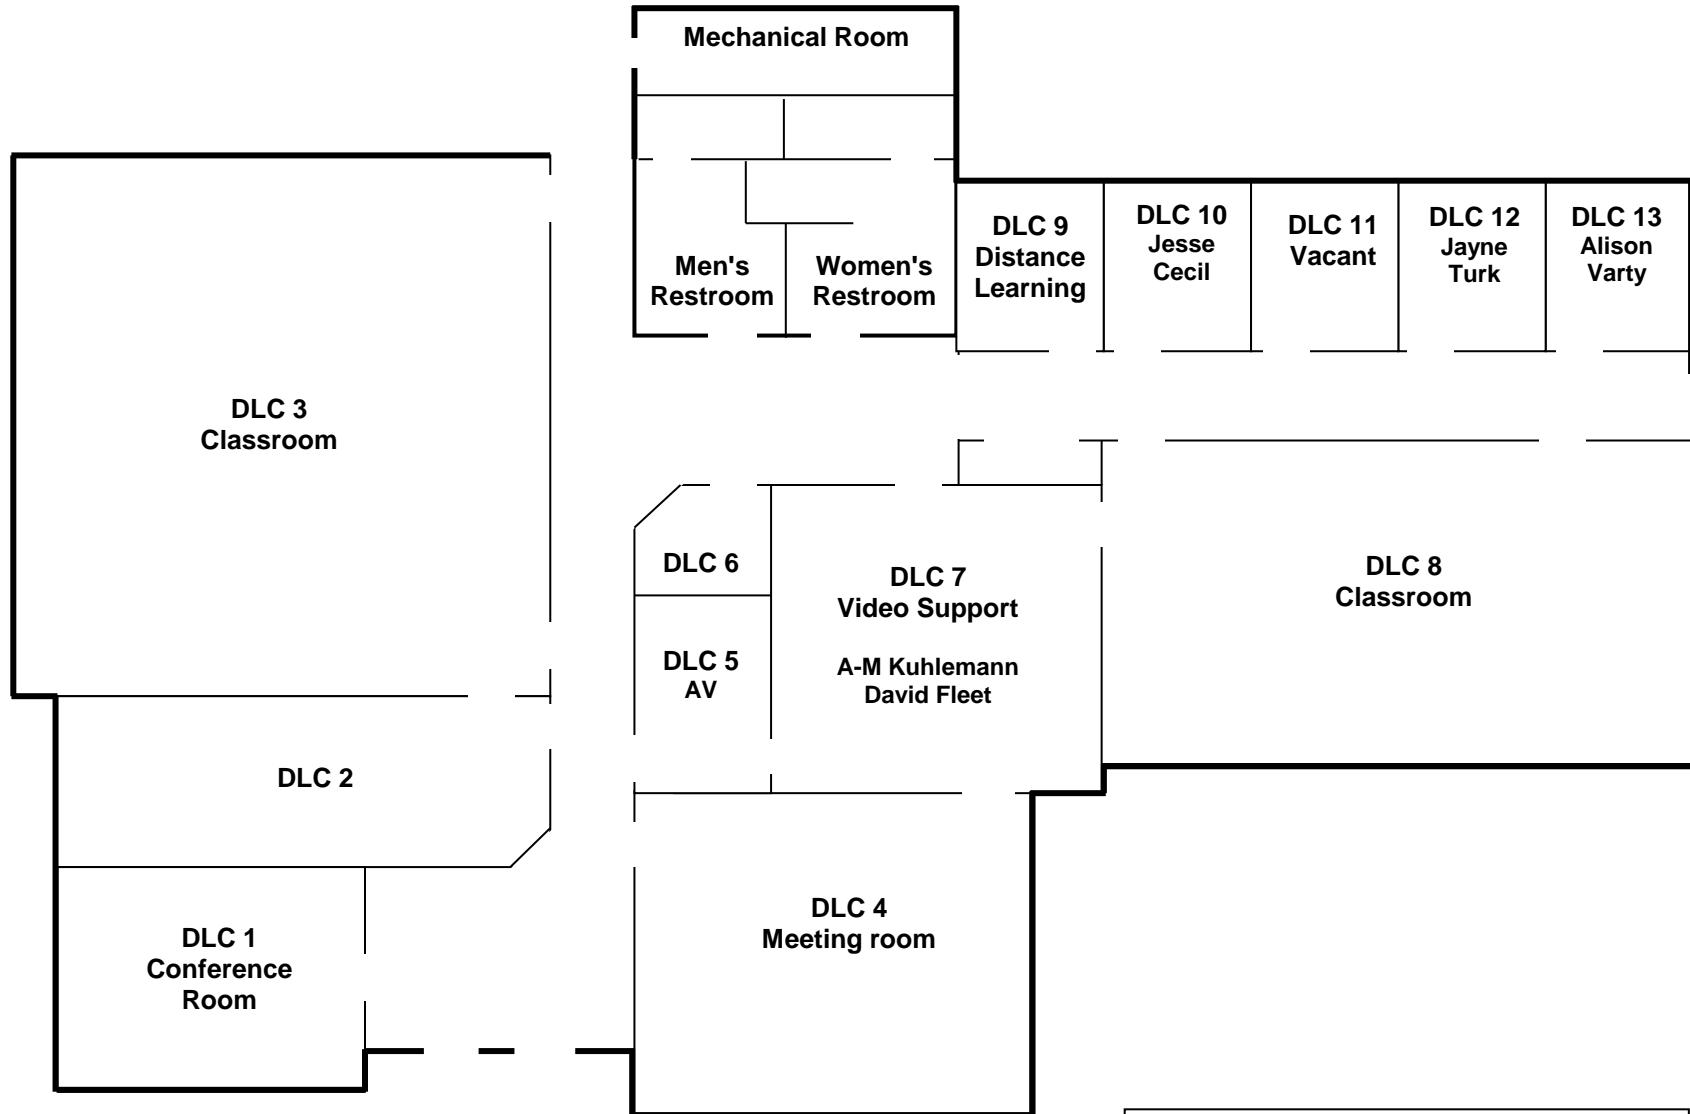 Mechanical Room
DLC 9
Distance
Learning
DLC 10
Jesse
Cecil
DLC 11
Vacant
DLC 12
Jayne
Turk
DLC 13
Alison
Varty
Men's
Restroom
Women's
Restroom
DLC 3
Classroom
DLC 6
DLC 7
Video Support
A-M Kuhlemann
David Fleet
DLC 8
Classroom
DLC 5
AV
DLC 2
DLC 4
Meeting room
DLC 1
Conference
Room